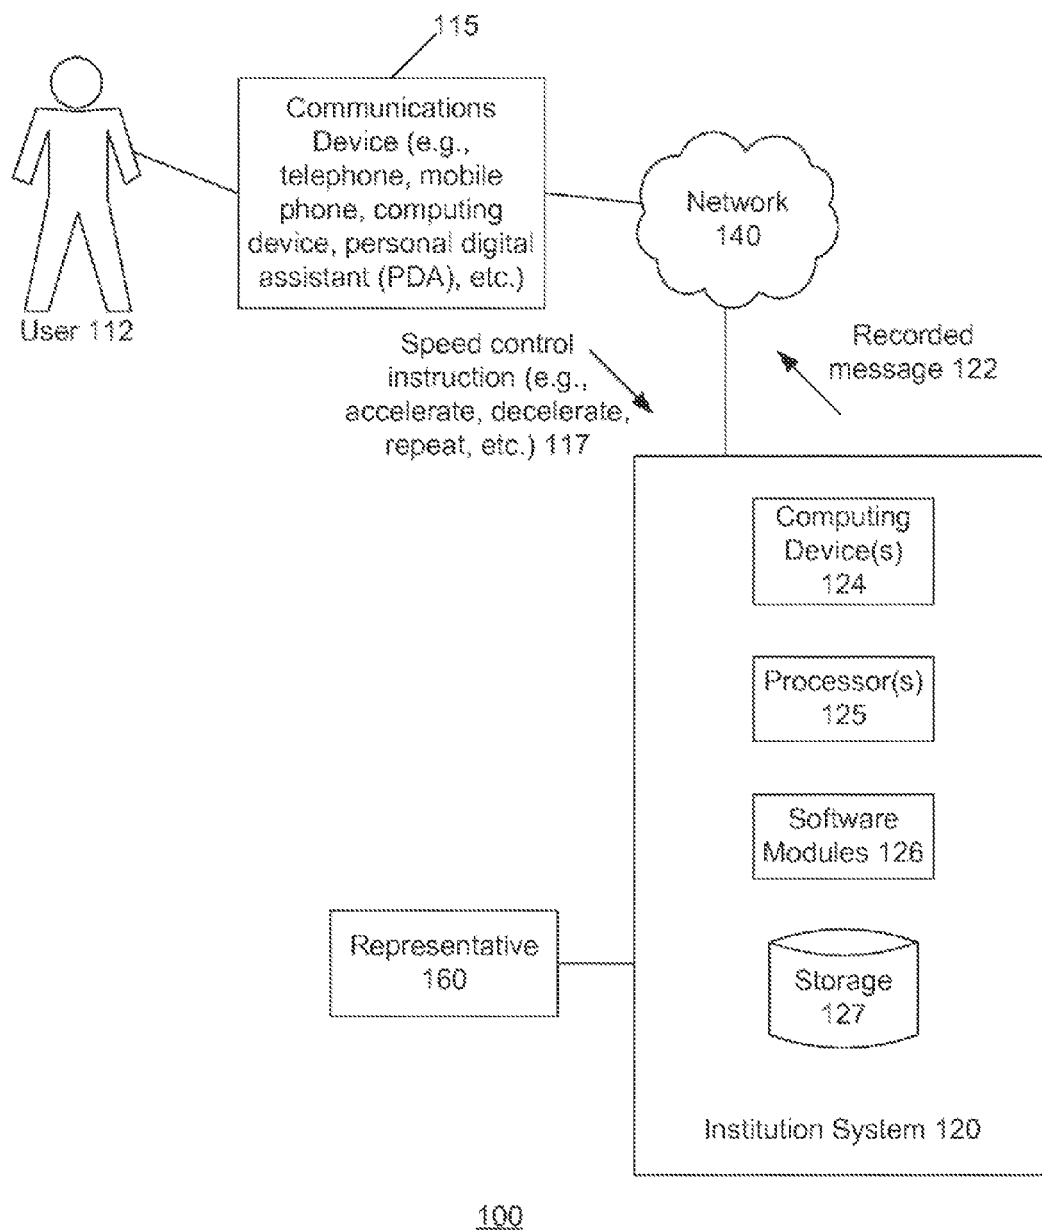 115
Communications
Device (e.g.,
telephone, mobile
phone, computing
device, personal digital
assistant (PDA), etc.)
Network
140
User 112
Speed control
instruction (e.g.,
accelerate, decelerate,
repeat, etc.) 117
Recorded
message 122
Computing
Device(s)
124
Processor(s)
125
Software
Modules 126
Representative
160
Storage
127
Institution System 120
100